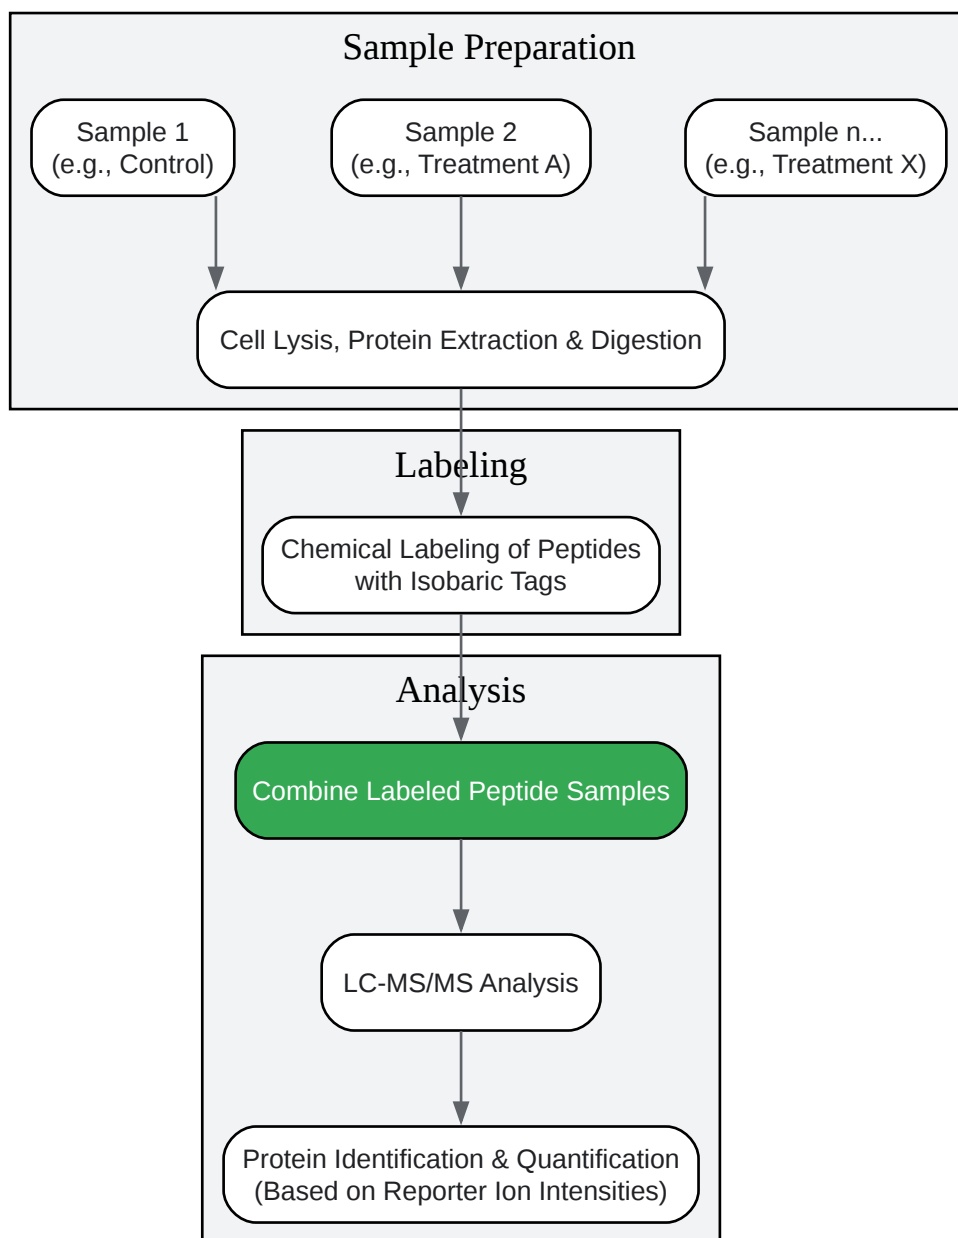 Sample Preparation
Sample 1
(e.g., Control)
Sample 2
(e.g., Treatment A)
Sample n...
(e.g., Treatment X)
Cell Lysis, Protein Extraction & Digestion
Labeling
Chemical Labeling of Peptides
with Isobaric Tags
Analysis
Combine Labeled Peptide Samples
LC-MS/MS Analysis
Protein Identification & Quantification
(Based on Reporter Ion Intensities)